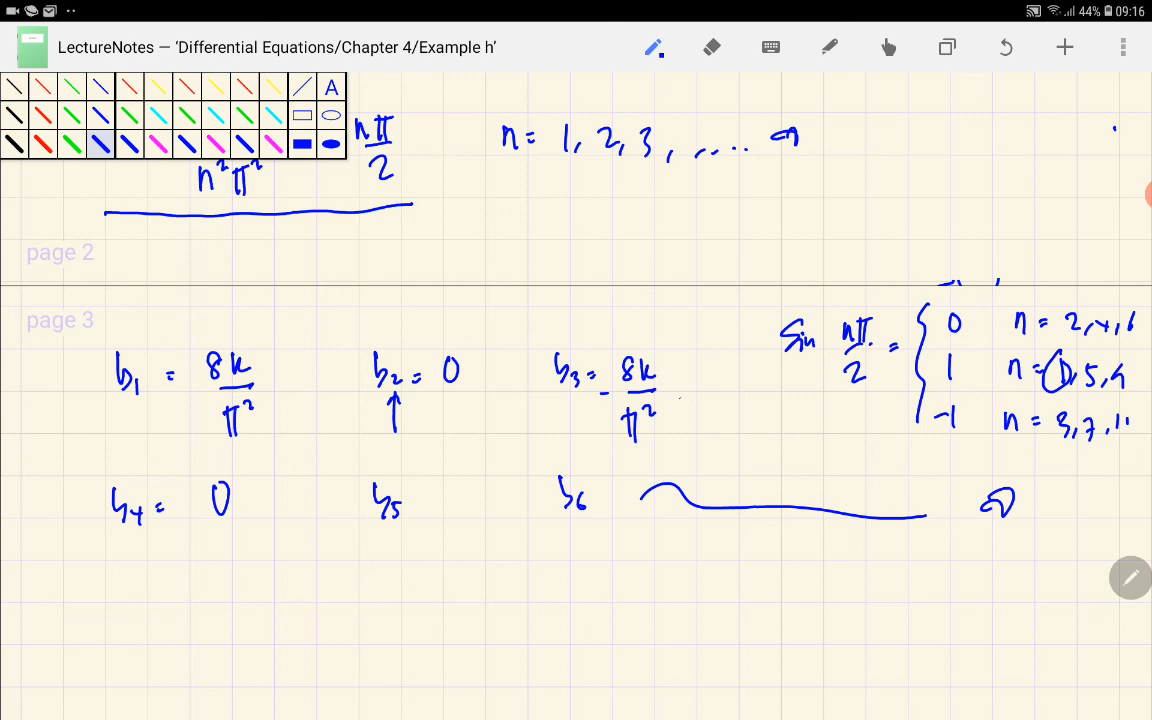 44% 09:16
LectureNotes — ‘Differential Equations/Chapter 4/Example h’
A
nπ/2
n²π²
n = 1, 2, 3, .... ∞
page 2
page 3
Sin nπ/2 = { 0 n = 2, 4, 6
1 n = 1, 5, 9
-1 n = 3, 7, 11
b₁ = 8k/π² b₂ = 0 b₃ = - 8k/π²
b₄ = 0 b₅ b₆ ∞